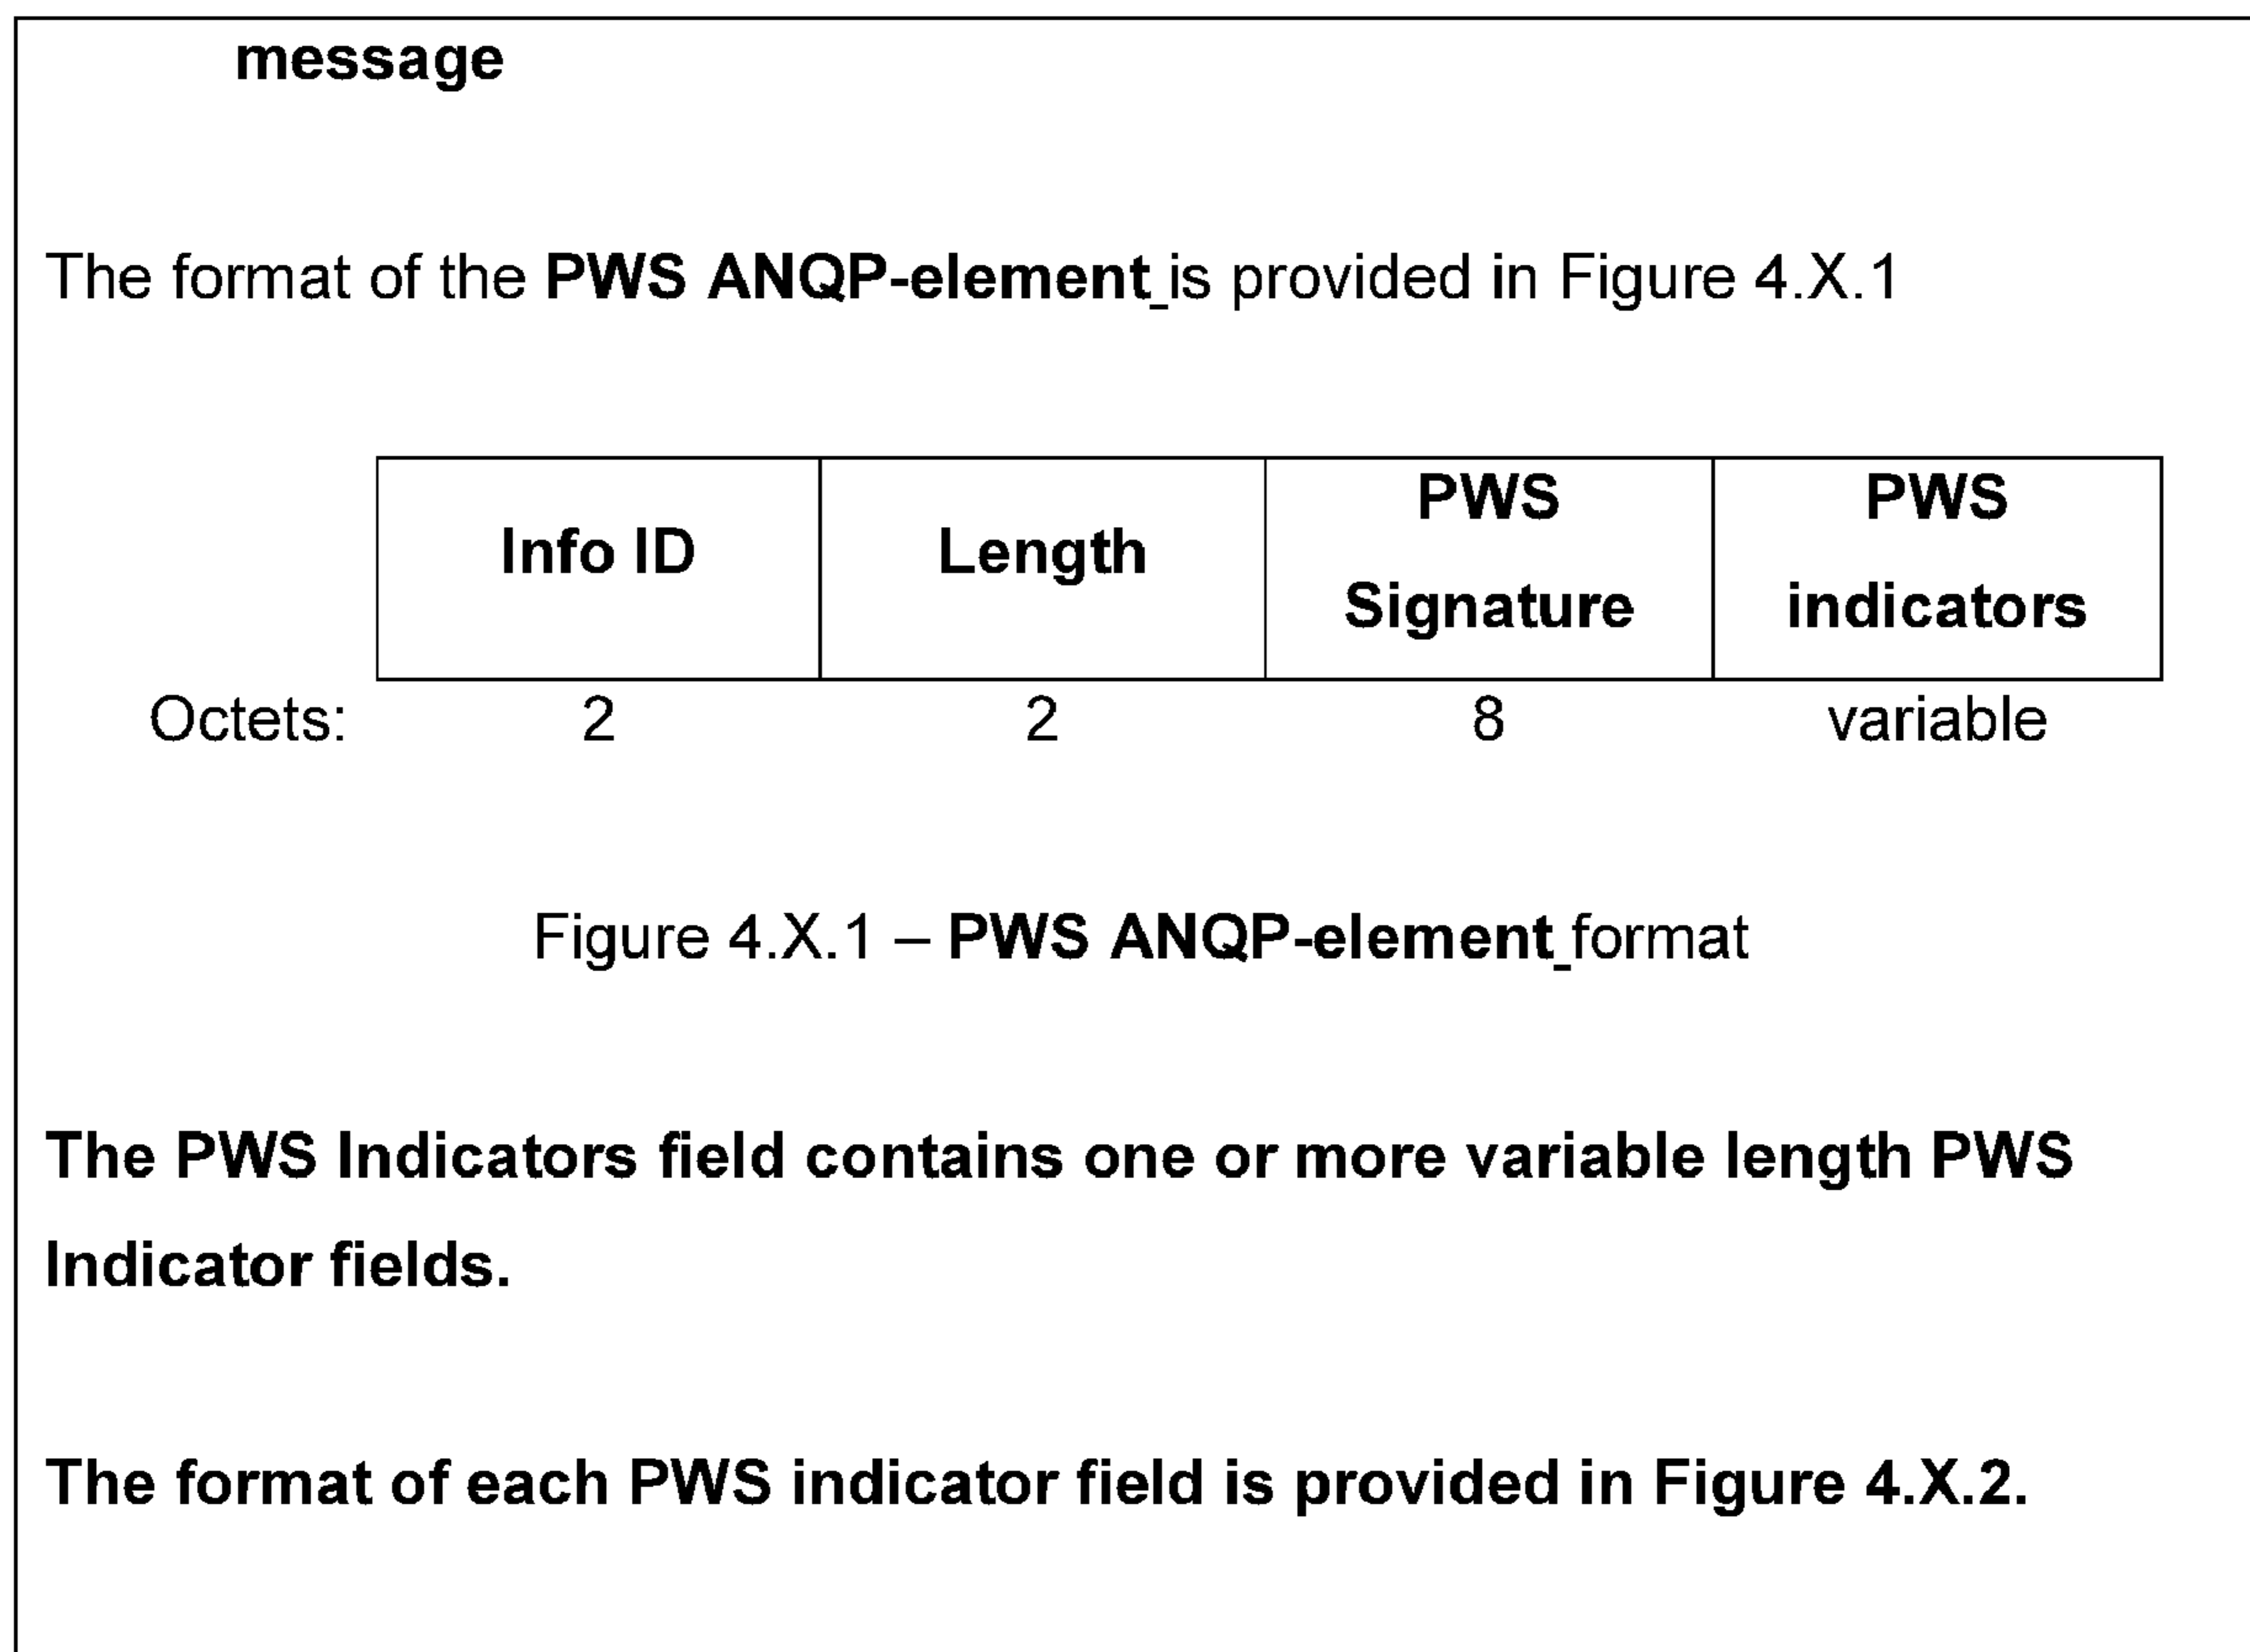 message
The format of the PWS ANQP-element is provided in Figure 4.X.1
Info ID Length PWS Signature PWS indicators
Octets: 2 2 8 variable
Figure 4.X.1 – PWS ANQP-element format
The PWS Indicators field contains one or more variable length PWS
Indicator fields.
The format of each PWS indicator field is provided in Figure 4.X.2.